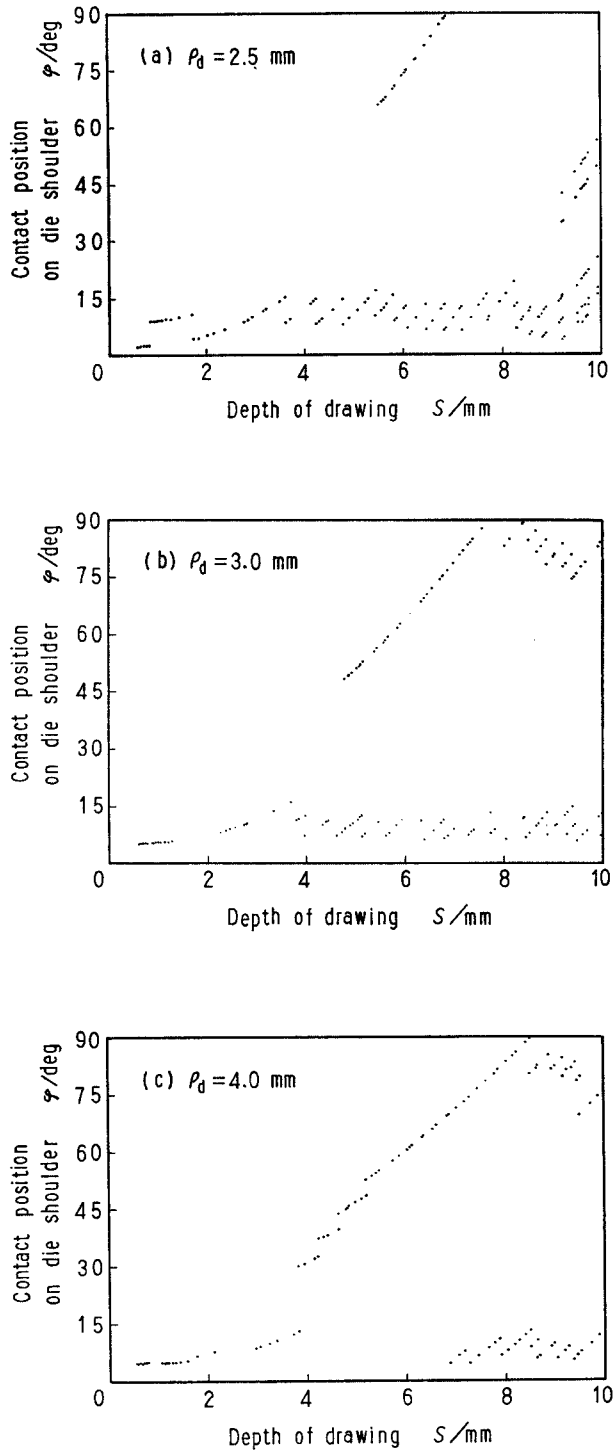 90
75
60
45
30
15
(a) ρd = 2.5 mm
Contact position
on die shoulder φ/deg
0 2 4 6 8 10
Depth of drawing S/mm
90
75
60
45
30
15
(b) ρd = 3.0 mm
Contact position
on die shoulder φ/deg
0 2 4 6 8 10
Depth of drawing S/mm
90
75
60
45
30
15
(c) ρd = 4.0 mm
Contact position
on die shoulder φ/deg
0 2 4 6 8 10
Depth of drawing S/mm